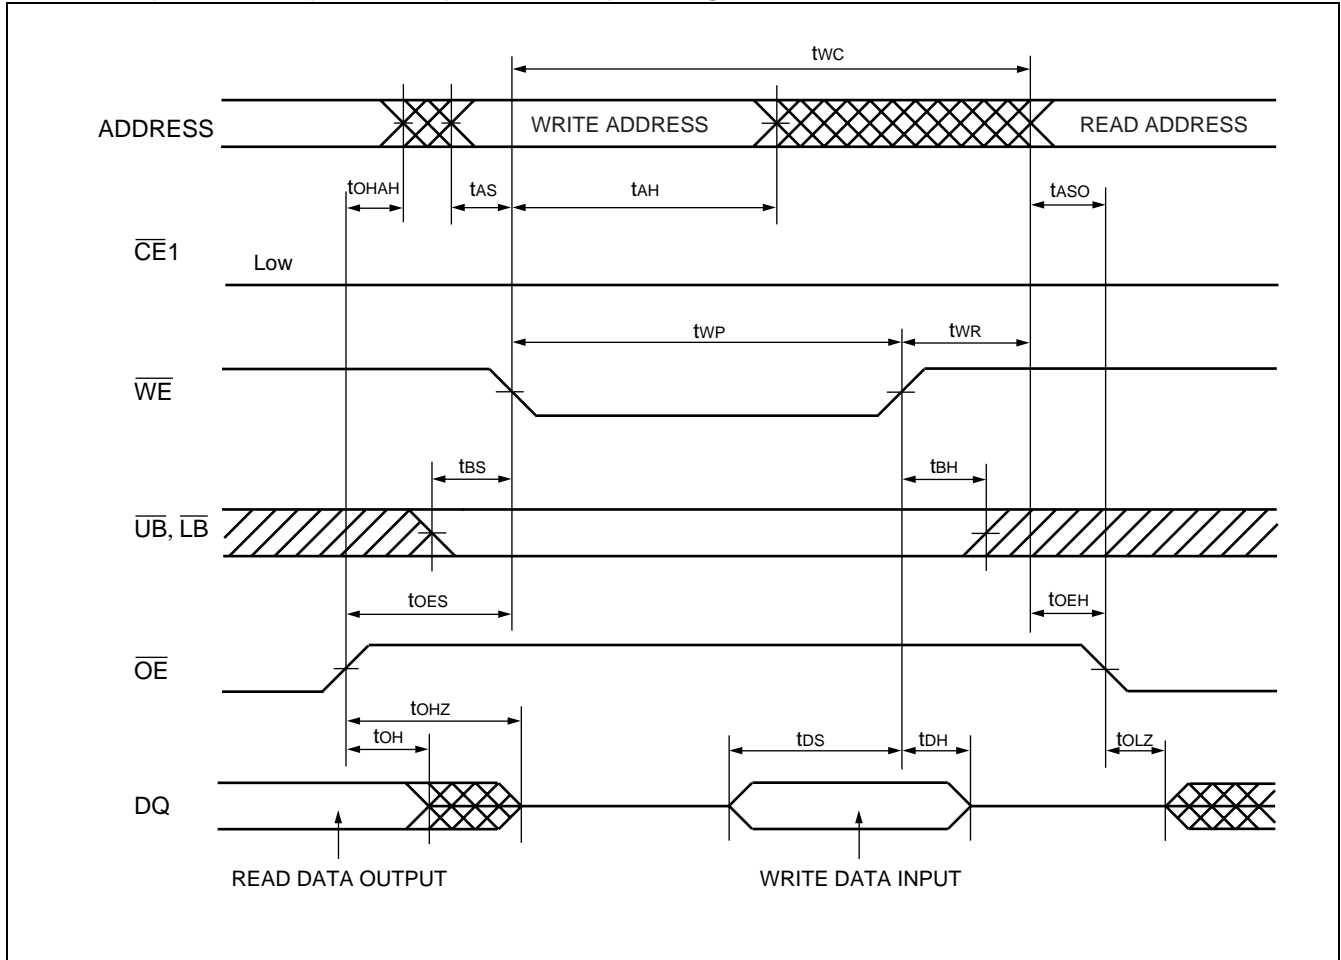 tWC
ADDRESS
WRITE ADDRESS
READ ADDRESS
tOHAH
tAS
tAH
tASO
CE1
Low
tWP
tWR
WE
tBS
tBH
UB, LB
tOES
tOEH
OE
tOHZ
tOH
tDS
tDH
tOLZ
DQ
READ DATA OUTPUT
WRITE DATA INPUT